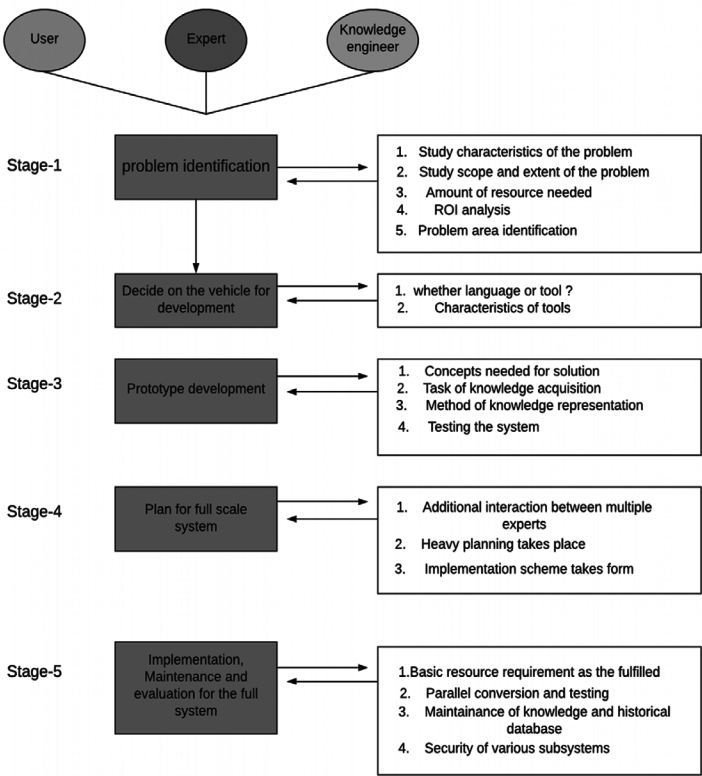 User
Expert
Knowledge
engineer
Stage-1
problem identification
1. Study characteristics of the problem
2. Study scope and extent of the problem
3. Amount of resource needed
4. ROI analysis
5. Problem area identification
Stage-2
Decide on the vehicle for
development
1. whether language or tool ?
2. Characteristics of tools
Stage-3
Prototype development
1. Concepts needed for solution
2. Task of knowledge acquisition
3. Method of knowledge representation
4. Testing the system
Stage-4
Plan for full scale
system
1. Additional interaction between multiple
experts
2. Heavy planning takes place
3. Implementation scheme takes form
Stage-5
Implementation,
Maintenance and
evaluation for the full
system
1.Basic resource requirement as the fulfilled
2. Parallel conversion and testing
3. Maintainance of knowledge and historical
database
4. Security of various subsystems